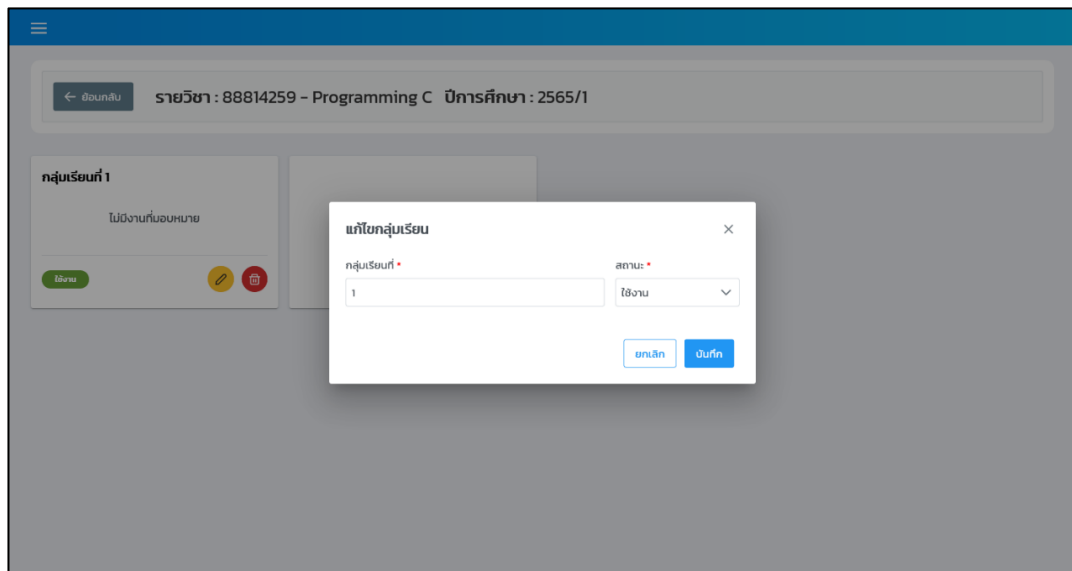 ย้อนกลับ
รายวิชา : 88814259 - Programming C ปีการศึกษา : 2565/1
กลุ่มเรียนที่ 1
ไม่มีงานที่มอบหมาย
ใช้งาน
แก้ไขกลุ่มเรียน
กลุ่มเรียนที่ *
สถานะ *
1
ใช้งาน
ยกเลิก
บันทึก